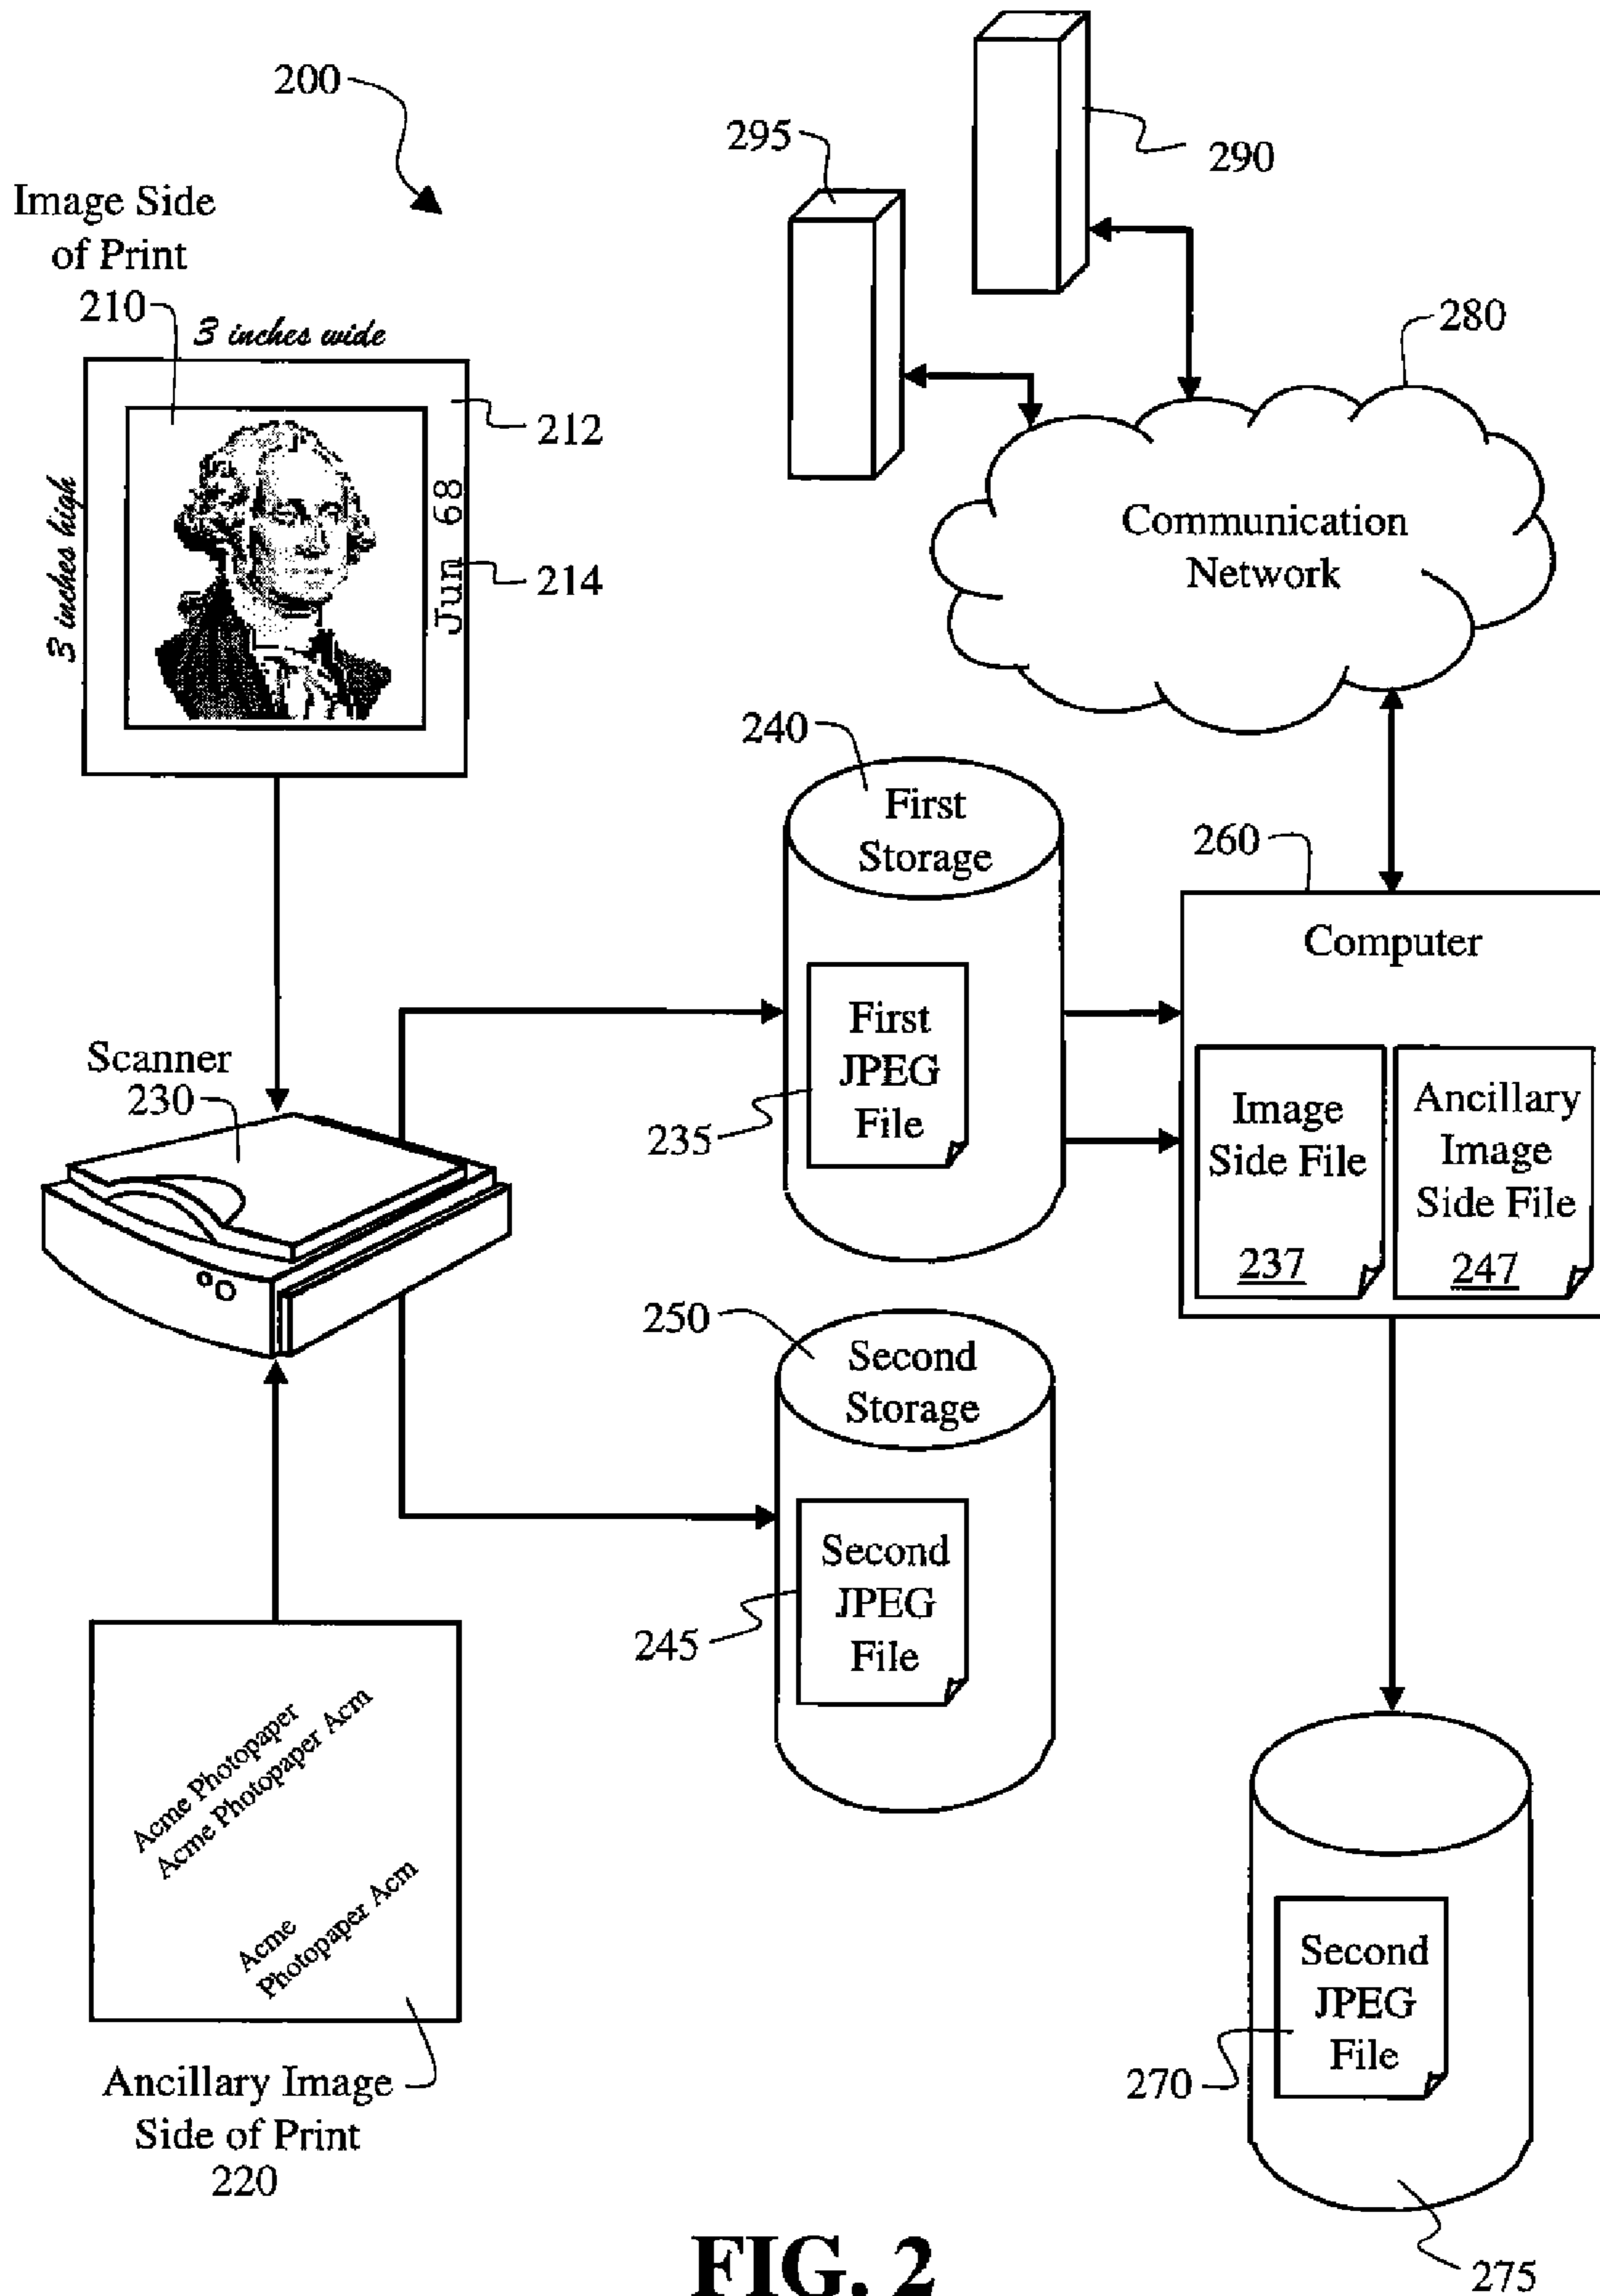 200
295
290
Image Side
of Print
210
3 inches wide
3 inches high
212
Jun 68
214
280
Communication
Network
240
First
Storage
First
JPEG
File
235
260
Computer
Image
Side File
237
Ancillary
Image
Side File
247
Scanner
230
250
Second
Storage
Second
JPEG
File
245
Acme Photopaper
Acme Photopaper Acm
Acme
Photopaper Acm
Ancillary Image
Side of Print
220
Second
JPEG
File
270
275
FIG. 2